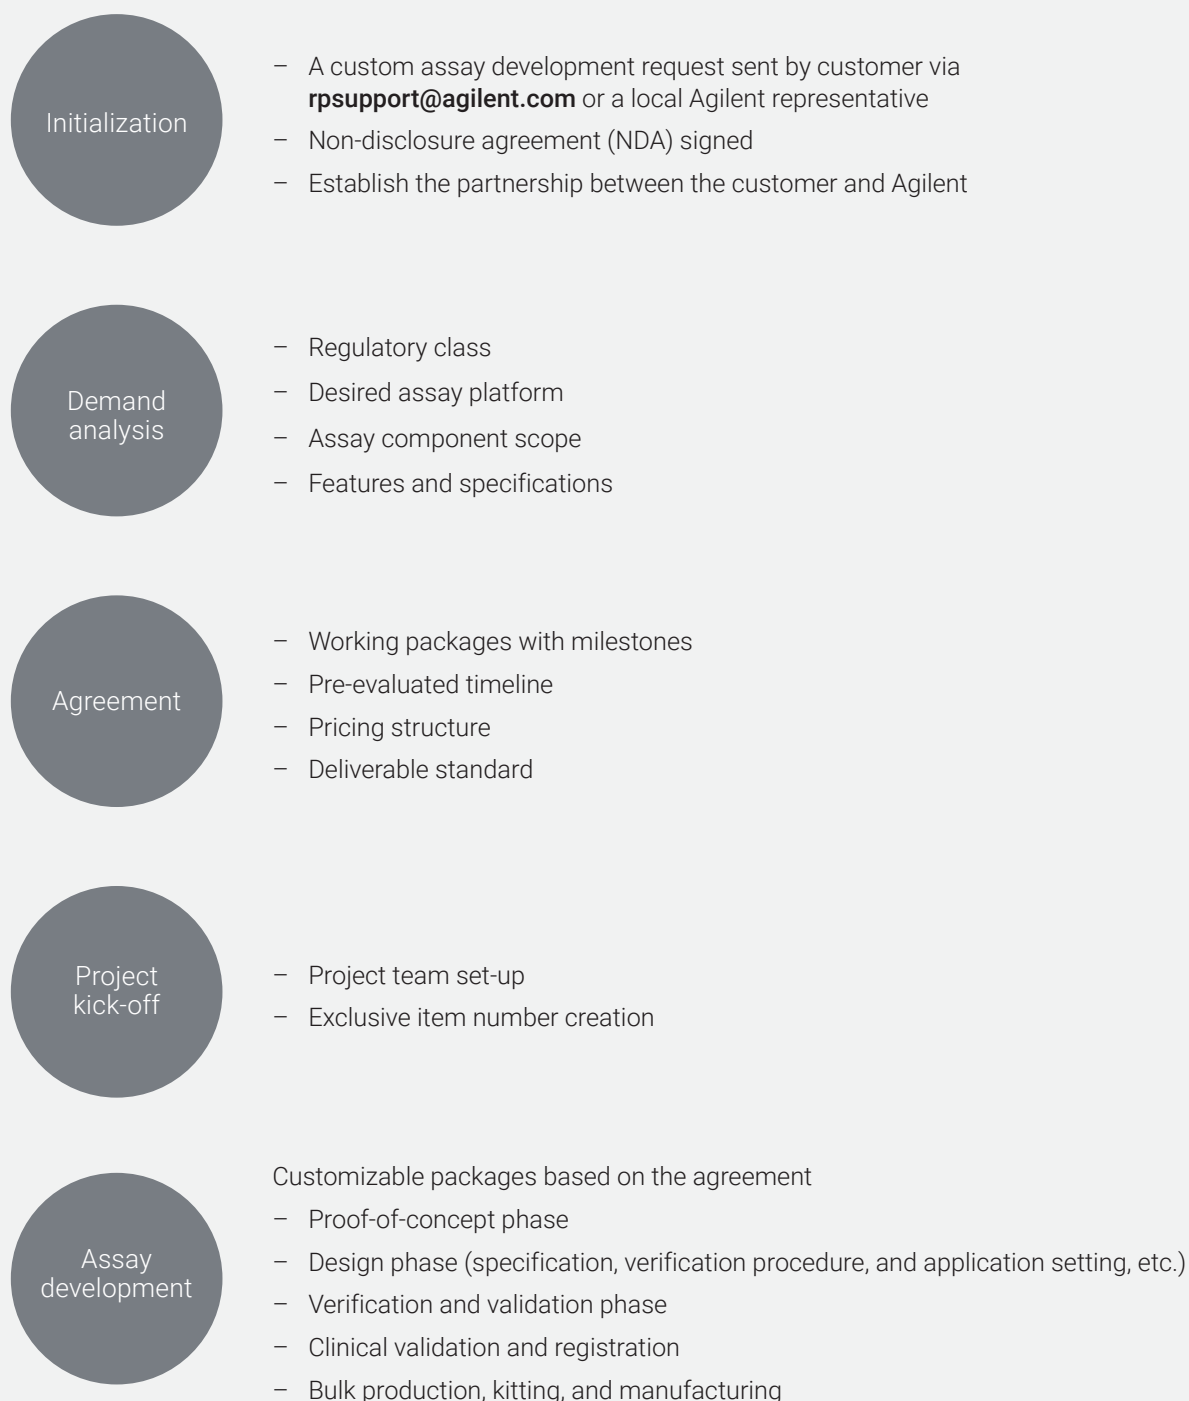 Initialization
– A custom assay development request sent by customer via
rpsupport@agilent.com or a local Agilent representative
– Non-disclosure agreement (NDA) signed
– Establish the partnership between the customer and Agilent
Demand
analysis
– Regulatory class
– Desired assay platform
– Assay component scope
– Features and specifications
Agreement
– Working packages with milestones
– Pre-evaluated timeline
– Pricing structure
– Deliverable standard
Project
kick-off
– Project team set-up
– Exclusive item number creation
Assay
development
Customizable packages based on the agreement
– Proof-of-concept phase
– Design phase (specification, verification procedure, and application setting, etc.)
– Verification and validation phase
– Clinical validation and registration
– Bulk production, kitting, and manufacturing